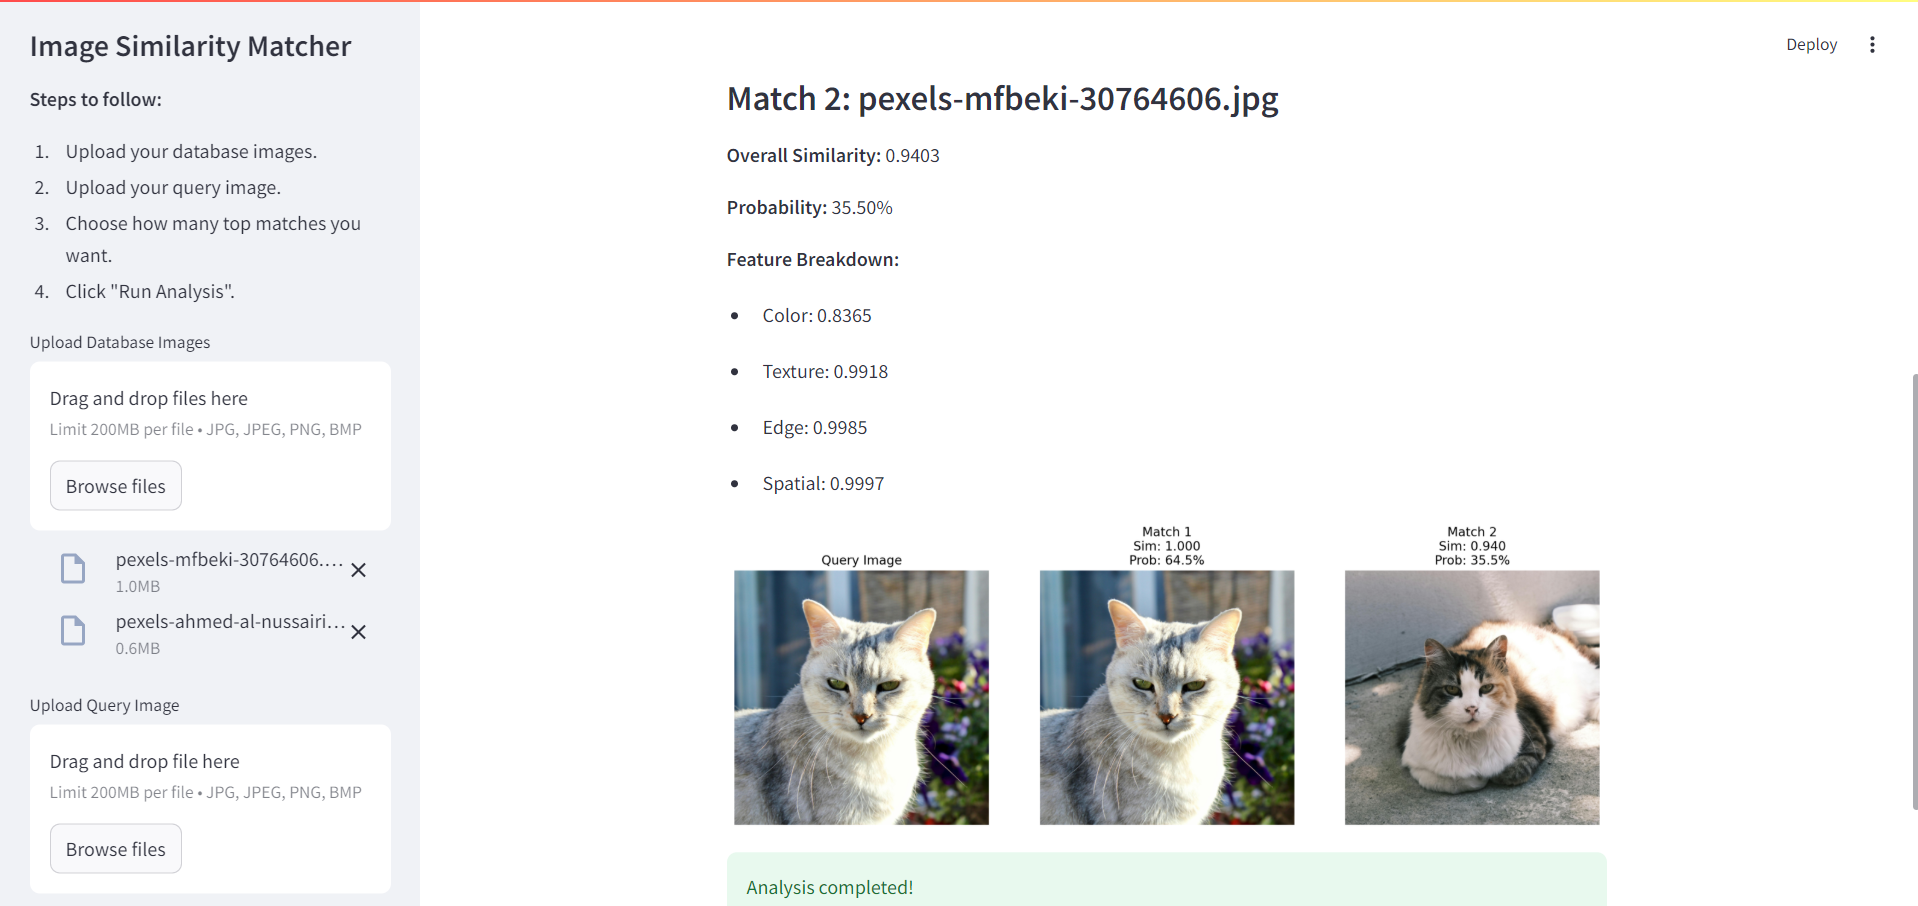 Image Similarity Matcher
Steps to follow:
1. Upload your database images.
2. Upload your query image.
3. Choose how many top matches you
want.
4. Click "Run Analysis".
Upload Database Images
Drag and drop files here
Limit 200MB per file • JPG, JPEG, PNG, BMP
Browse files
pexels-mfbeki-30764606....
1.0MB
pexels-ahmed-al-nussairi...
0.6MB
Upload Query Image
Drag and drop file here
Limit 200MB per file • JPG, JPEG, PNG, BMP
Browse files
Deploy
Match 2: pexels-mfbeki-30764606.jpg
Overall Similarity: 0.9403
Probability: 35.50%
Feature Breakdown:
• Color: 0.8365
• Texture: 0.9918
• Edge: 0.9985
• Spatial: 0.9997
Query Image
Match 1
Sim: 1.000
Prob: 64.5%
Match 2
Sim: 0.940
Prob: 35.5%
Analysis completed!